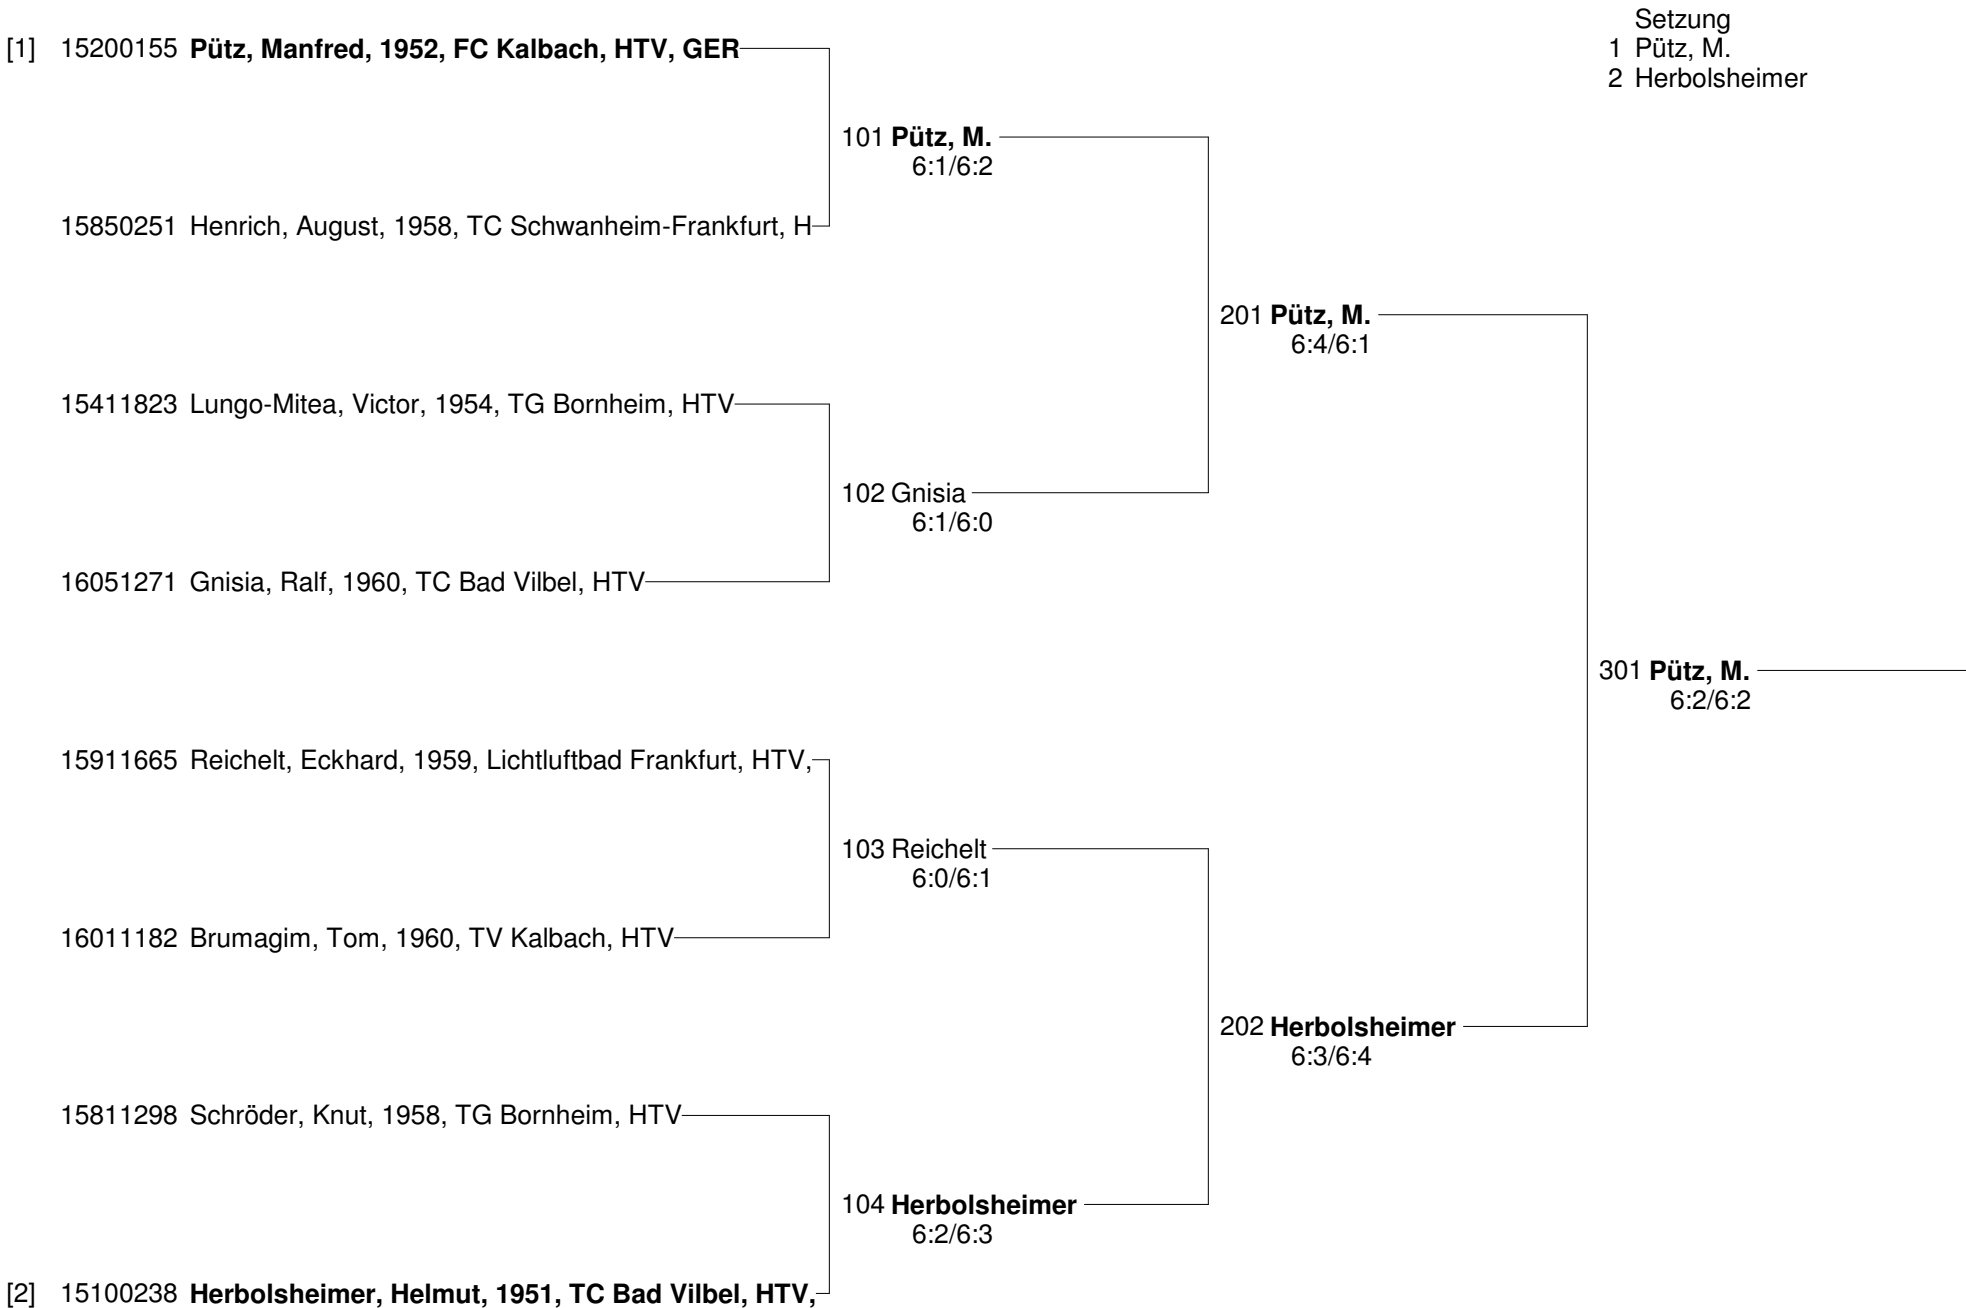 Setzung
1 Pütz, M.
2 Herbolsheimer
[1] 15200155 Pütz, Manfred, 1952, FC Kalbach, HTV, GER
101 Pütz, M.
6:1/6:2
15850251 Henrich, August, 1958, TC Schwanheim-Frankfurt, H
201 Pütz, M.
6:4/6:1
15411823 Lungo-Mitea, Victor, 1954, TG Bornheim, HTV
102 Gnisia
6:1/6:0
16051271 Gnisia, Ralf, 1960, TC Bad Vilbel, HTV
301 Pütz, M.
6:2/6:2
15911665 Reichelt, Eckhard, 1959, Lichtluftbad Frankfurt, HTV,
103 Reichelt
6:0/6:1
16011182 Brumagim, Tom, 1960, TV Kalbach, HTV
202 Herbolsheimer
6:3/6:4
15811298 Schröder, Knut, 1958, TG Bornheim, HTV
104 Herbolsheimer
6:2/6:3
[2] 15100238 Herbolsheimer, Helmut, 1951, TC Bad Vilbel, HTV,